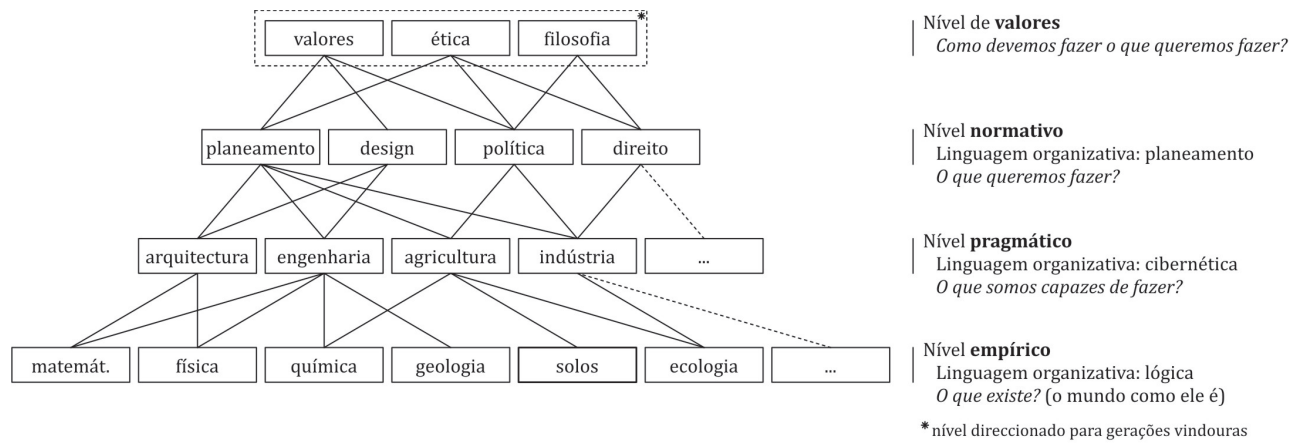 valores
ética
filosofia
*
Nível de valores
Como devemos fazer o que queremos fazer?
planeamento
design
política
direito
Nível normativo
Linguagem organizativa: planeamento
O que queremos fazer?
arquitectura
engenharia
agricultura
indústria
...
Nível pragmático
Linguagem organizativa: cibernética
O que somos capazes de fazer?
matemát.
física
química
geologia
solos
ecologia
...
Nível empírico
Linguagem organizativa: lógica
O que existe? (o mundo como ele é)
*nível direccionado para gerações vindouras